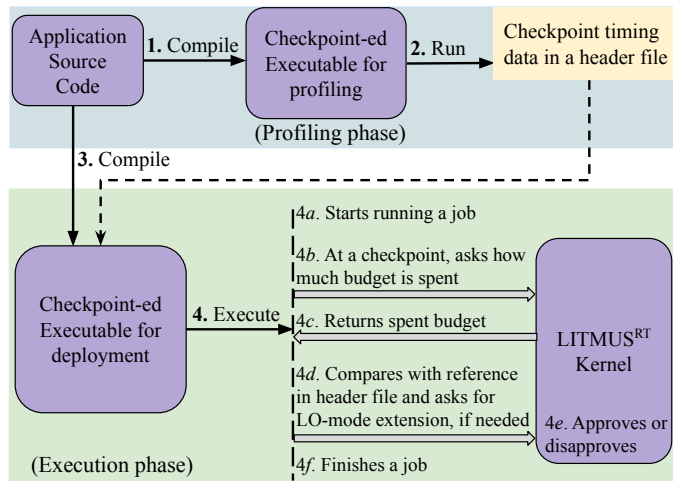 Application
Source
Code
1. Compile
Checkpoint-ed
Executable for
profiling
2. Run
Checkpoint timing
data in a header file
(Profiling phase)
3. Compile
Checkpoint-ed
Executable for
deployment
4. Execute
4a. Starts running a job
4b. At a checkpoint, asks how
much budget is spent
4c. Returns spent budget
4d. Compares with reference
in header file and asks for
LO-mode extension, if needed
4f. Finishes a job
LITMUSRT
Kernel
4e. Approves or
disapproves
(Execution phase)